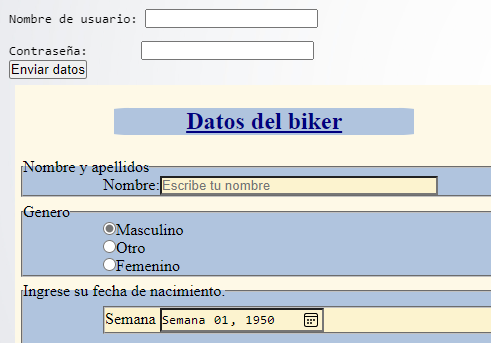 Nombre de usuario:
Contraseña:
Enviar datos
Datos del biker
Nombre y apellidos
Nombre: Escribe tu nombre
Genero
Masculino
Otro
Femenino
Ingrese su fecha de nacimiento.
Semana Semana 01, 1950